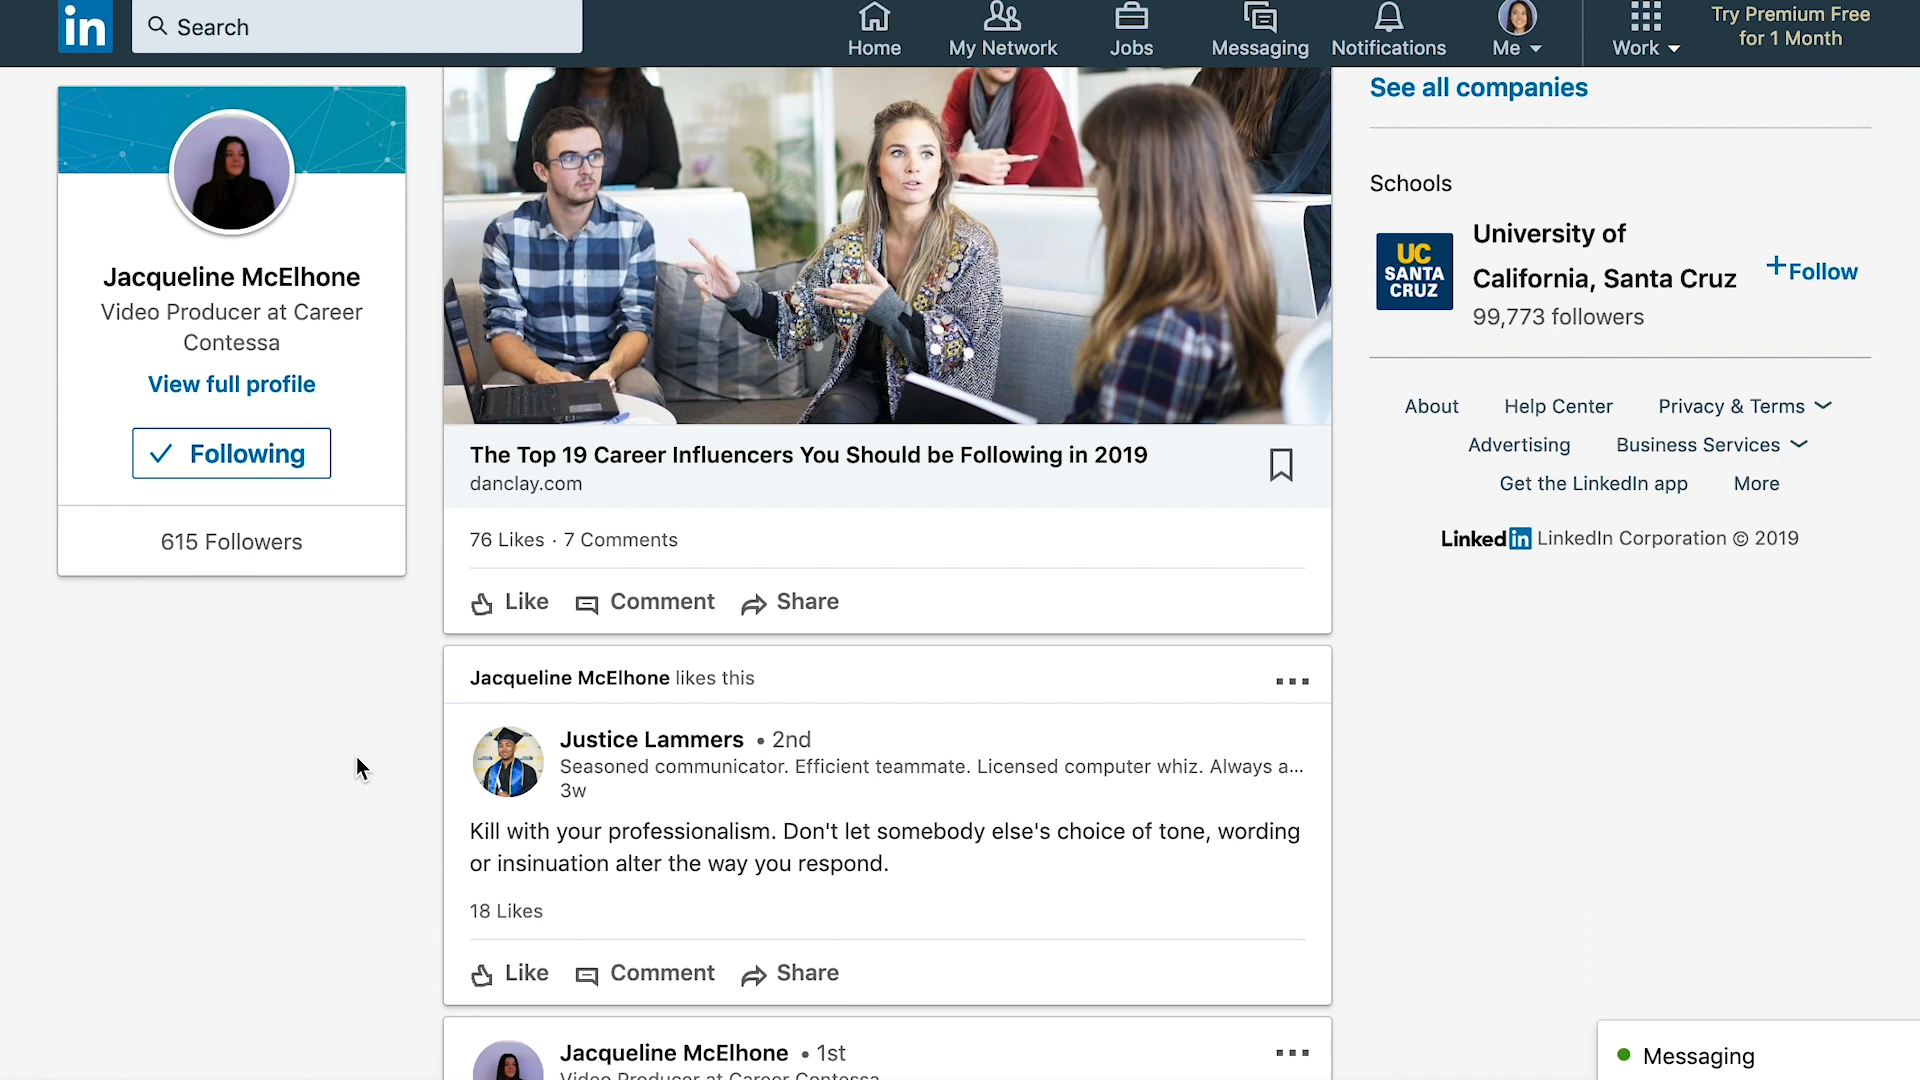 in
Search
Home
My Network
Jobs
Messaging
Notifications
Me
Work
Try Premium Free
for 1 Month
Jacqueline McElhone
Video Producer at Career
Contessa
View full profile
Following
615 Followers
The Top 19 Career Influencers You Should be Following in 2019
danclay.com
76 Likes · 7 Comments
Like
Comment
Share
Jacqueline McElhone likes this
Justice Lammers • 2nd
Seasoned communicator. Efficient teammate. Licensed computer whiz. Always a...
3w
Kill with your professionalism. Don't let somebody else's choice of tone, wording
or insinuation alter the way you respond.
18 Likes
Like
Comment
Share
Jacqueline McElhone • 1st
Video Producer at Career Contessa
See all companies
Schools
UC
SANTA
CRUZ
University of
California, Santa Cruz
99,773 followers
+Follow
About
Help Center
Privacy & Terms
Advertising
Business Services
Get the LinkedIn app
More
LinkedIn LinkedIn Corporation © 2019
Messaging